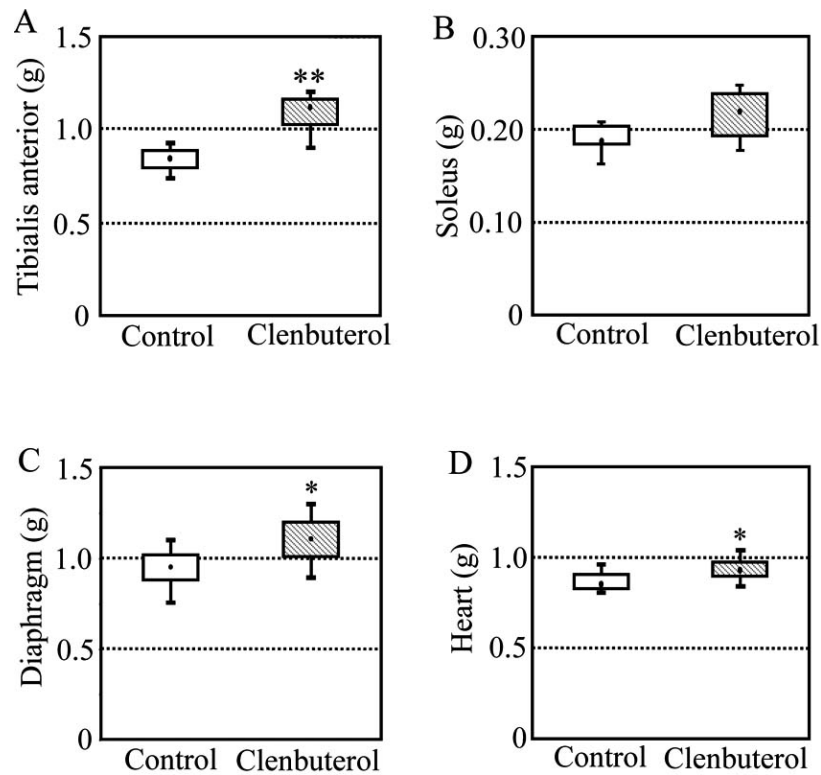 A
Tibialis anterior (g)
1.5
1.0
0.5
0
**
Control
Clenbuterol
B
Soleus (g)
0.30
0.20
0.10
0
Control
Clenbuterol
C
Diaphragm (g)
1.5
1.0
0.5
0
*
Control
Clenbuterol
D
Heart (g)
1.5
1.0
0.5
0
*
Control
Clenbuterol